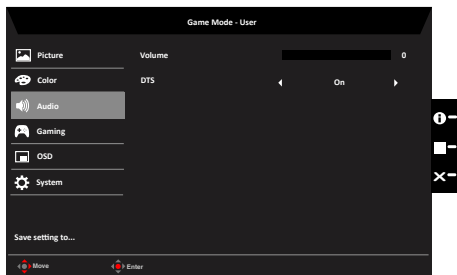 Game Mode - User
Picture
Volume 0
Color
DTS On
Audio
Gaming
OSD
System
Save setting to...
Move Enter